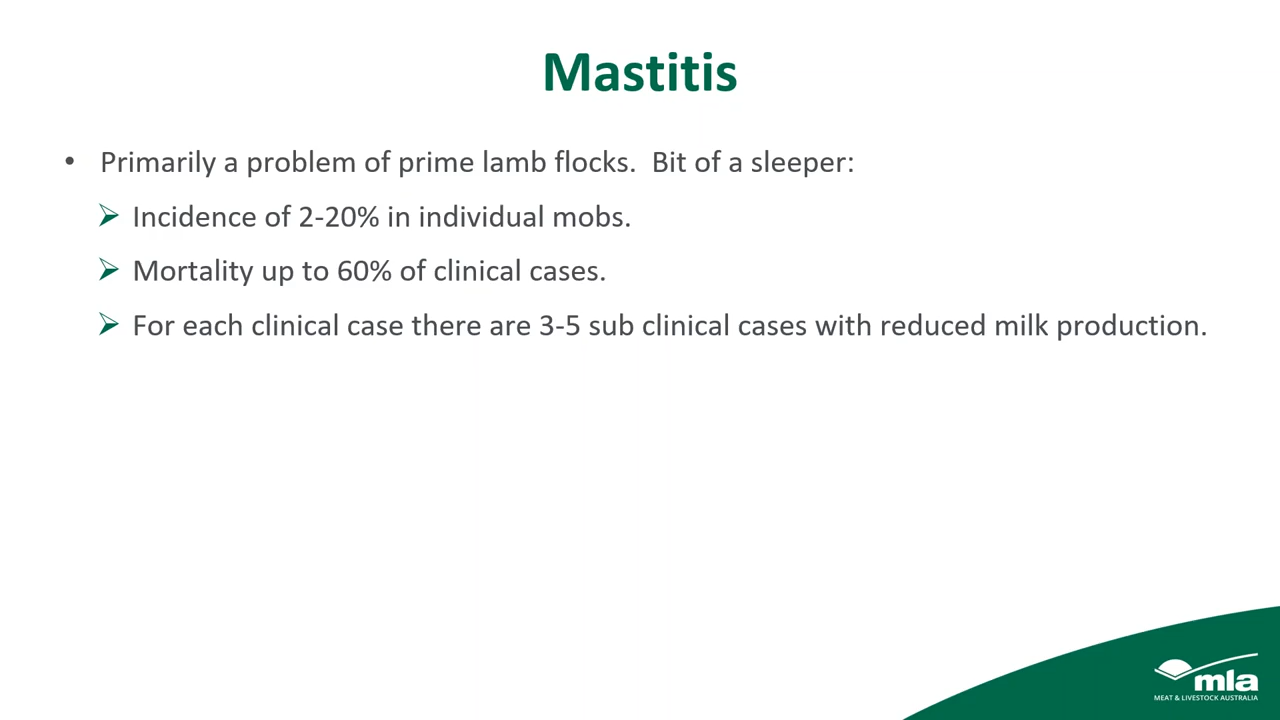 Mastitis
• Primarily a problem of prime lamb flocks.  Bit of a sleeper:
➢ Incidence of 2-20% in individual mobs.
➢ Mortality up to 60% of clinical cases.
➢ For each clinical case there are 3-5 sub clinical cases with reduced milk production.
mla
MEAT & LIVESTOCK AUSTRALIA